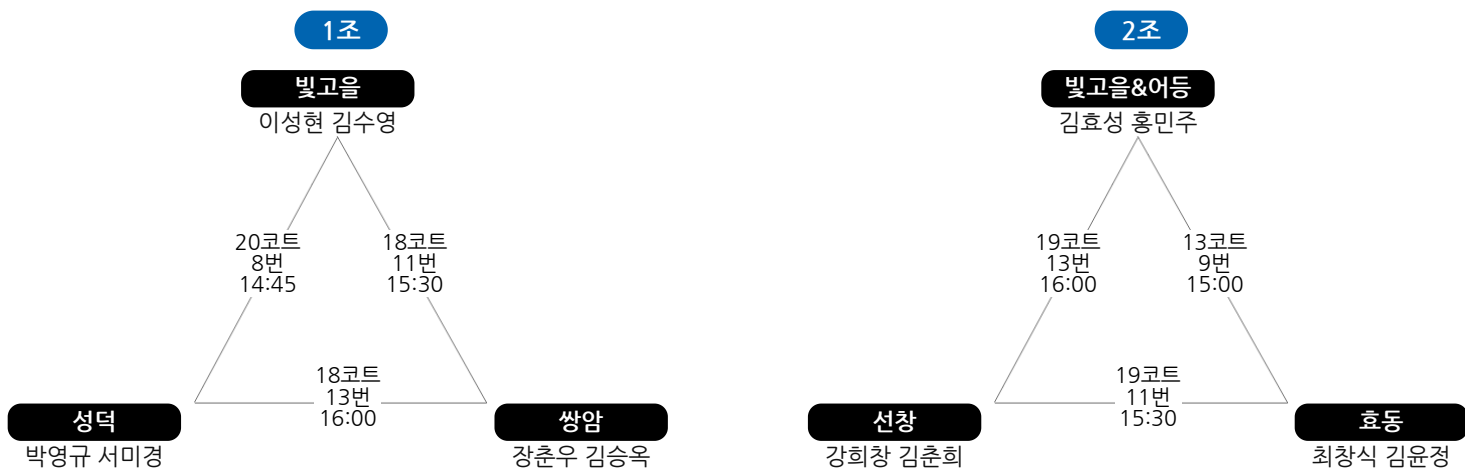 1조
빛고을
이성현 김수영
20코트
8번
14:45
18코트
11번
15:30
18코트
13번
16:00
성덕
박영규 서미경
쌍암
장춘우 김승옥
2조
빛고을&어등
김효성 홍민주
19코트
13번
16:00
13코트
9번
15:00
19코트
11번
15:30
선창
강희창 김춘희
효동
최창식 김윤정